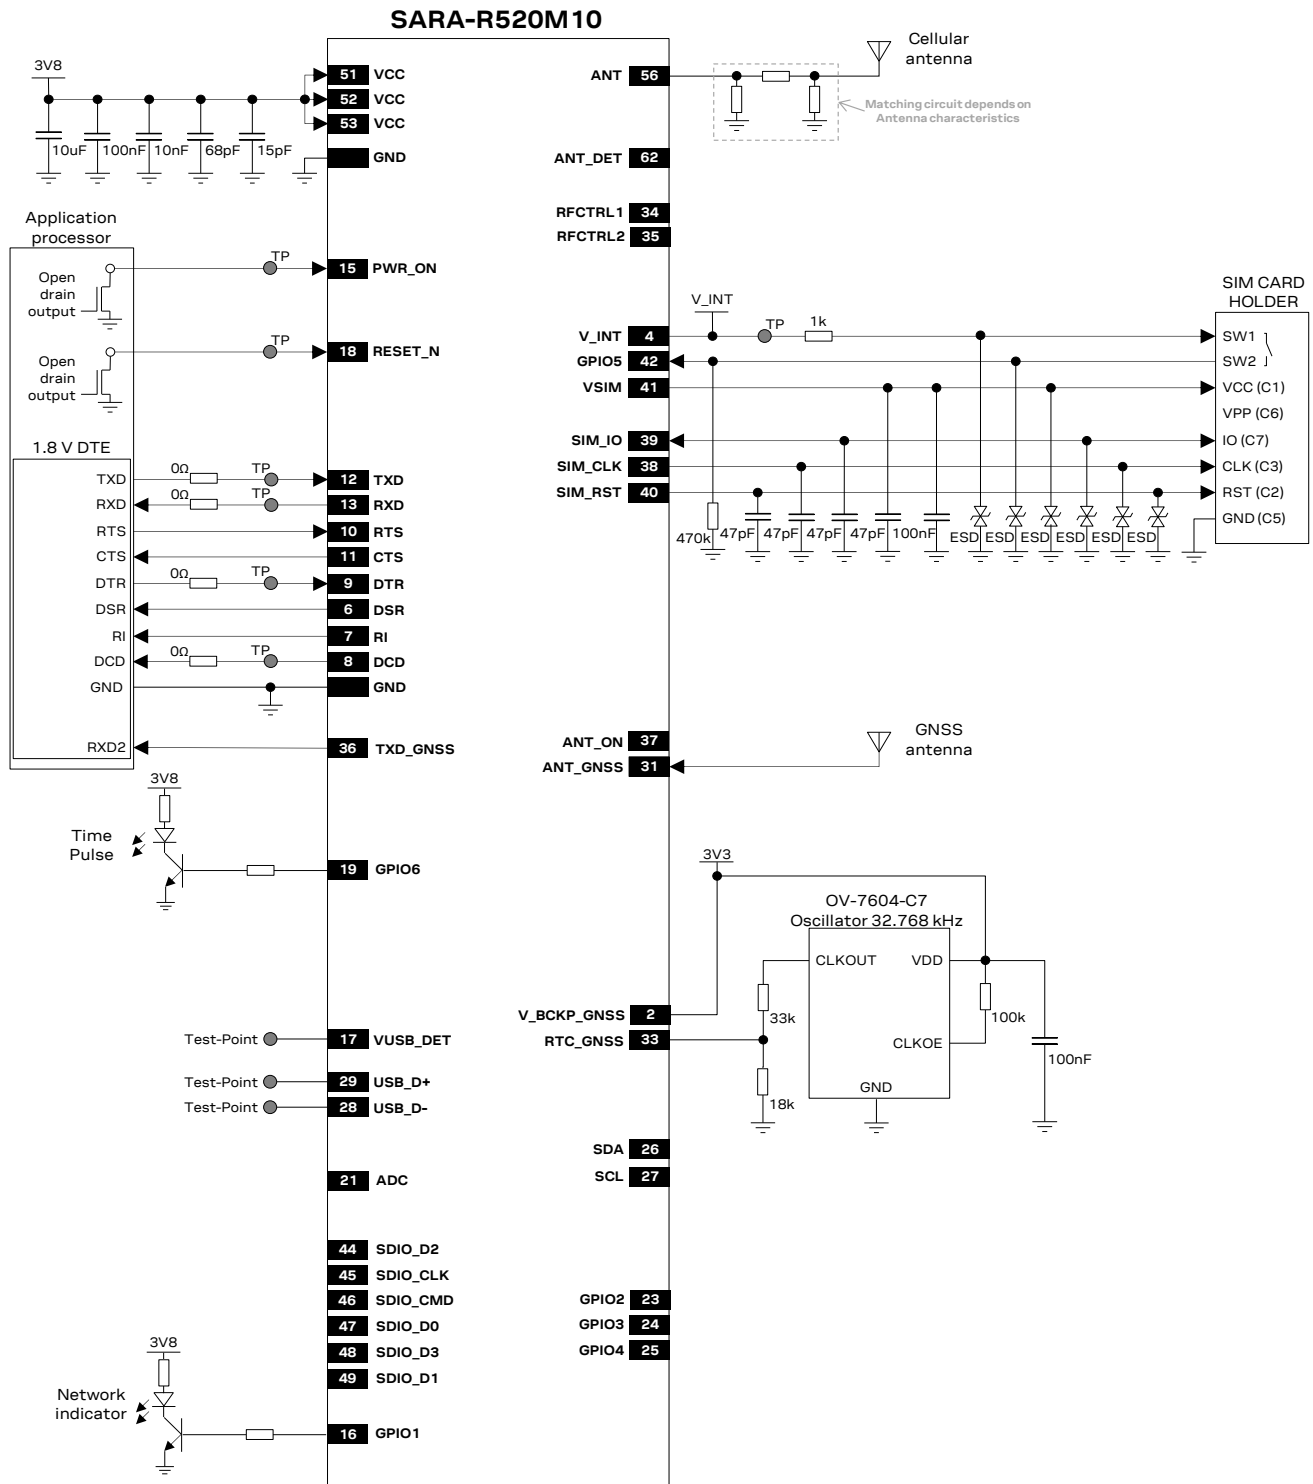 SARA-R520M10
3V8
10uF 100nF 10nF 68pF 15pF
51 VCC
52 VCC
53 VCC
GND
Application
processor
Open
drain
output
TP
15 PWR_ON
Open
drain
output
TP
18 RESET_N
1.8 V DTE
TXD 0Ω TP 12 TXD
RXD 0Ω TP 13 RXD
RTS 10 RTS
CTS 11 CTS
DTR 0Ω TP 9 DTR
DSR 6 DSR
RI 7 RI
DCD 0Ω TP 8 DCD
GND GND
RXD2 36 TXD_GNSS
3V8
Time
Pulse
19 GPIO6
Test-Point 17 VUSB_DET
Test-Point 29 USB_D+
Test-Point 28 USB_D-
21 ADC
44 SDIO_D2
45 SDIO_CLK
46 SDIO_CMD
47 SDIO_D0
48 SDIO_D3
49 SDIO_D1
3V8
Network
indicator
16 GPIO1
ANT 56
Cellular
antenna
Matching circuit depends on
Antenna characteristics
ANT_DET 62
RFCTRL1 34
RFCTRL2 35
SIM CARD
HOLDER
V_INT
V_INT 4 TP 1k SW1
GPIO5 42 SW2
VSIM 41 VCC (C1)
VPP (C6)
SIM_IO 39 IO (C7)
SIM_CLK 38 CLK (C3)
SIM_RST 40 RST (C2)
GND (C5)
470k 47pF 47pF 47pF 100nF ESD ESD ESD ESD ESD ESD
GNSS
antenna
ANT_ON 37
ANT_GNSS 31
3V3
OV-7604-C7
Oscillator 32.768 kHz
CLKOUT VDD
33k
100k
CLKOE
100nF
GND
18k
V_BCKP_GNSS 2
RTC_GNSS 33
SDA 26
SCL 27
GPIO2 23
GPIO3 24
GPIO4 25